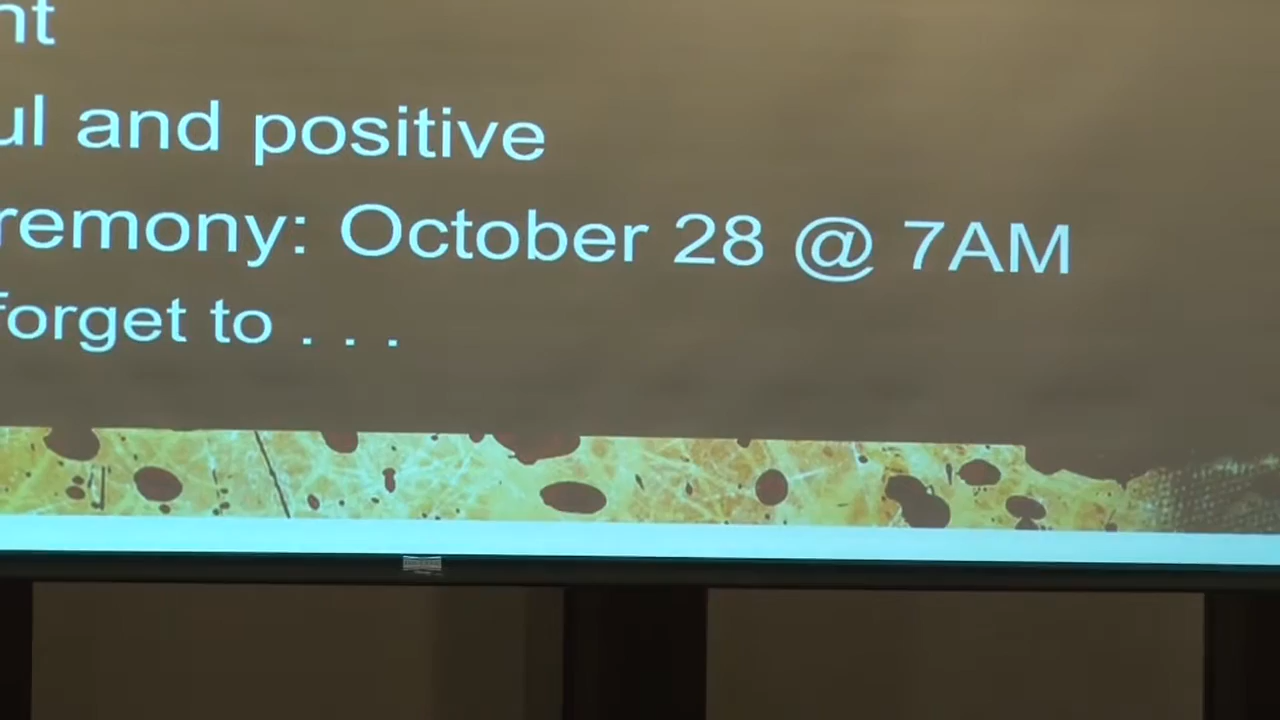 nt
ul and positive
remony: October 28 @ 7AM
forget to . . .